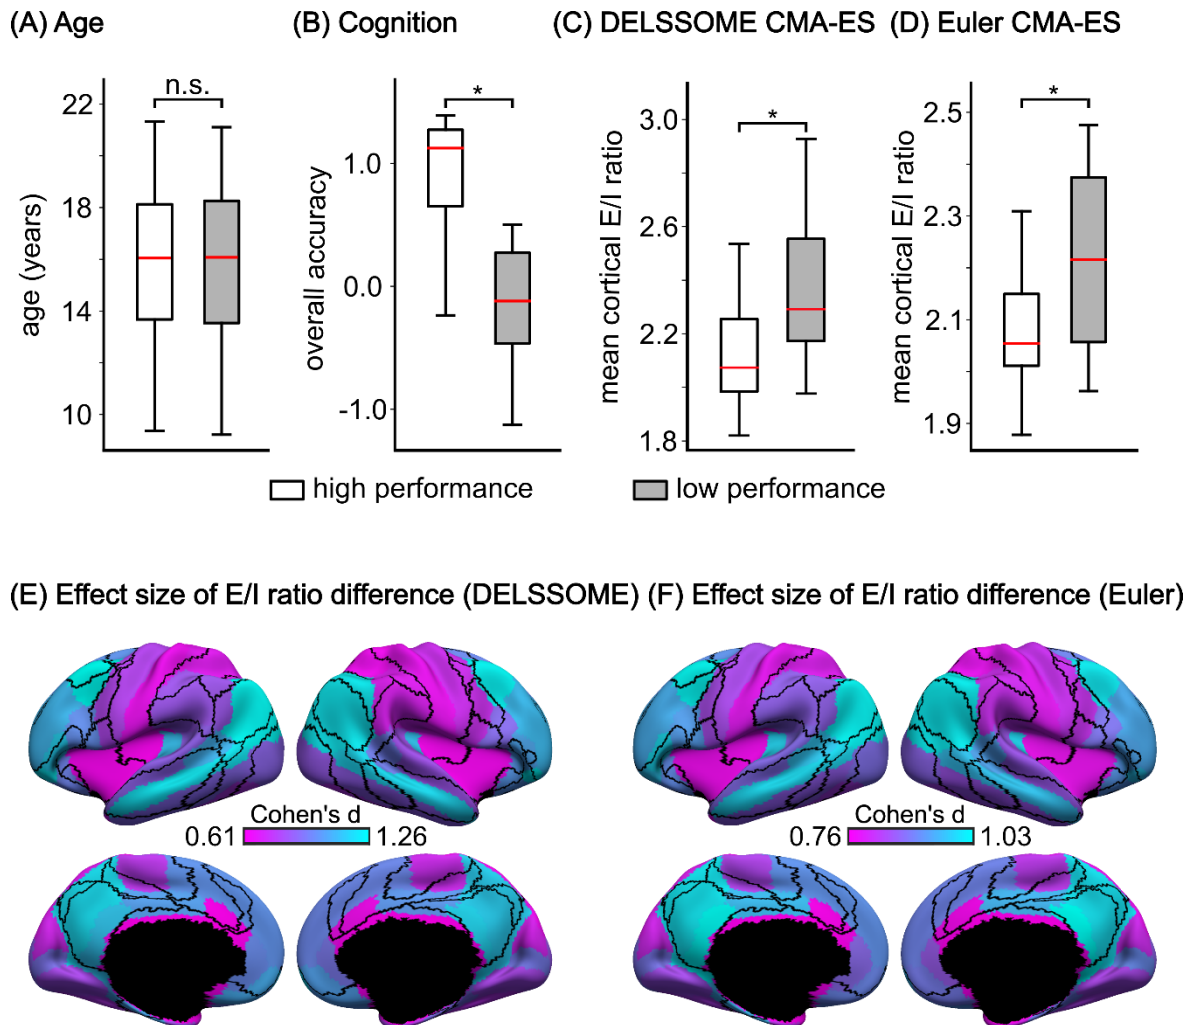 (A) Age
(B) Cognition
(C) DELSSOME CMA-ES
(D) Euler CMA-ES
n.s.
22
18
14
10
age (years)
*
1.0
0.0
-1.0
overall accuracy
*
3.0
2.6
2.2
1.8
mean cortical E/I ratio
*
2.5
2.3
2.1
1.9
mean cortical E/I ratio
high performance
low performance
(E) Effect size of E/I ratio difference (DELSSOME)
(F) Effect size of E/I ratio difference (Euler)
Cohen's d
0.61 1.26
Cohen's d
0.76 1.03